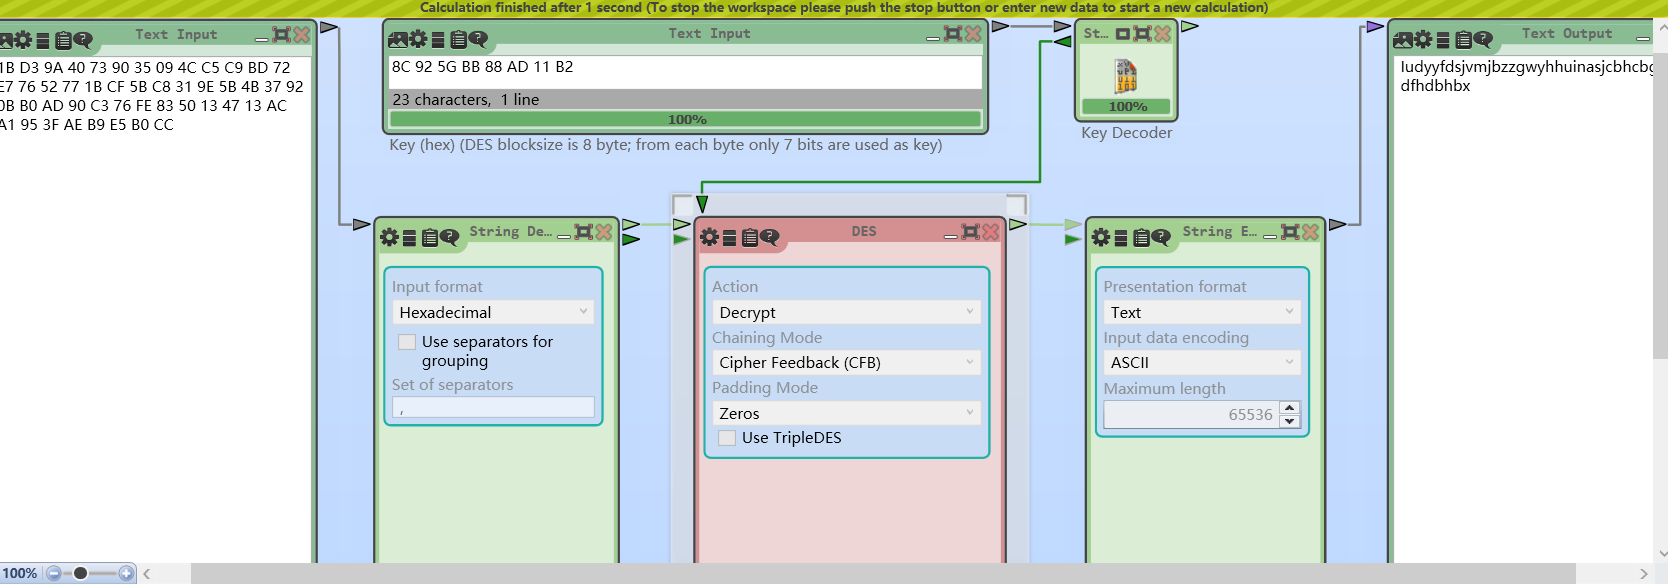 Calculation finished after 1 second (To stop the workspace please push the stop button or enter new data to start a new calculation)
Text Input
1B D3 9A 40 73 90 35 09 4C C5 C9 BD 72
E7 76 52 77 1B CF 5B C8 31 9E 5B 4B 37 92
0B B0 AD 90 C3 76 FE 83 50 13 47 13 AC
A1 95 3F AE B9 E5 B0 CC
Text Input
8C 92 5G BB 88 AD 11 B2
23 characters, 1 line
100%
Key (hex) (DES blocksize is 8 byte; from each byte only 7 bits are used as key)
St...
100%
Key Decoder
Text Output
Iudyyfdsjvmjbzzgwyhhuinasjcbhcbg
dfhdbhbx
String De...
Input format
Hexadecimal
Use separators for
grouping
Set of separators
,
DES
Action
Decrypt
Chaining Mode
Cipher Feedback (CFB)
Padding Mode
Zeros
Use TripleDES
String E...
Presentation format
Text
Input data encoding
ASCII
Maximum length
65536
100%